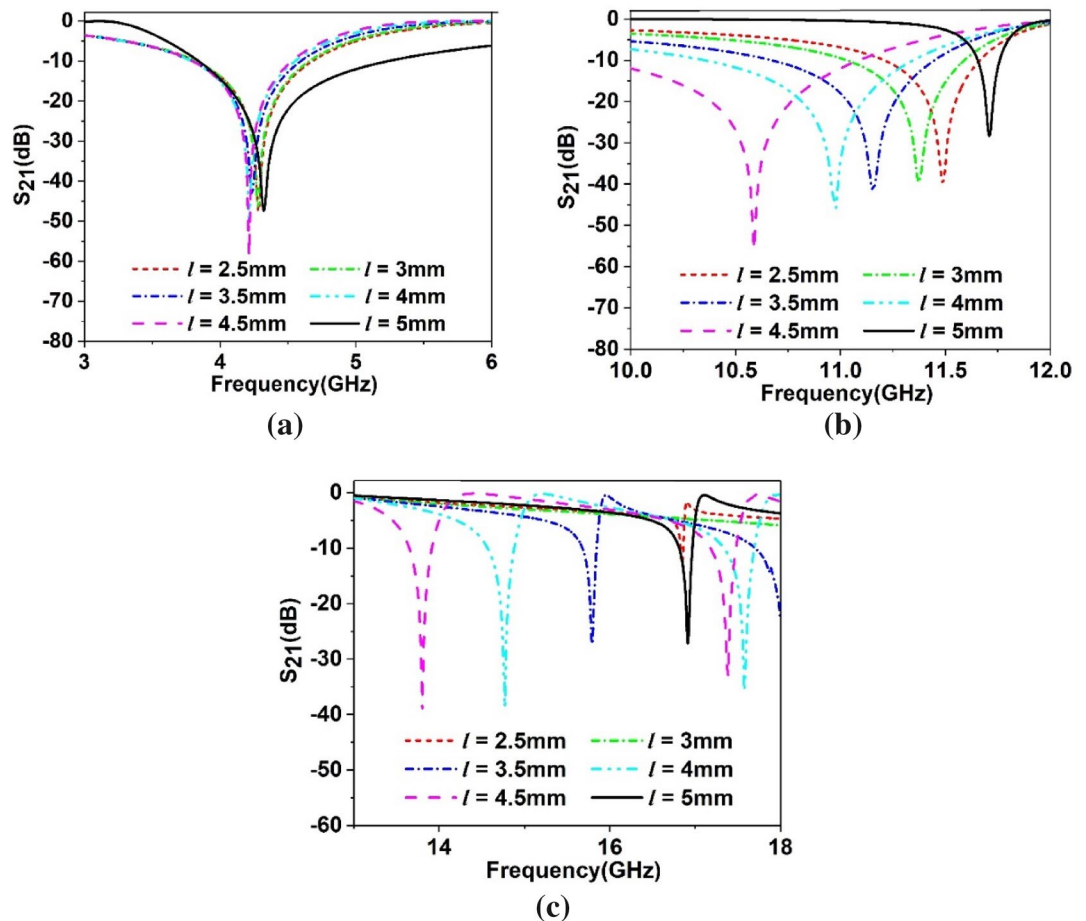 0
-10
-20
-30
-40
-50
-60
-70
-80
S21(dB)
l = 2.5mm l = 3mm
l = 3.5mm l = 4mm
l = 4.5mm l = 5mm
3 4 5 6
Frequency(GHz)
(a)
0
-10
-20
-30
-40
-50
-60
-70
-80
S21(dB)
l = 2.5mm l = 3mm
l = 3.5mm l = 4mm
l = 4.5mm l = 5mm
10.0 10.5 11.0 11.5 12.0
Frequency(GHz)
(b)
0
-10
-20
-30
-40
-50
-60
S21(dB)
l = 2.5mm l = 3mm
l = 3.5mm l = 4mm
l = 4.5mm l = 5mm
14 16 18
Frequency(GHz)
(c)